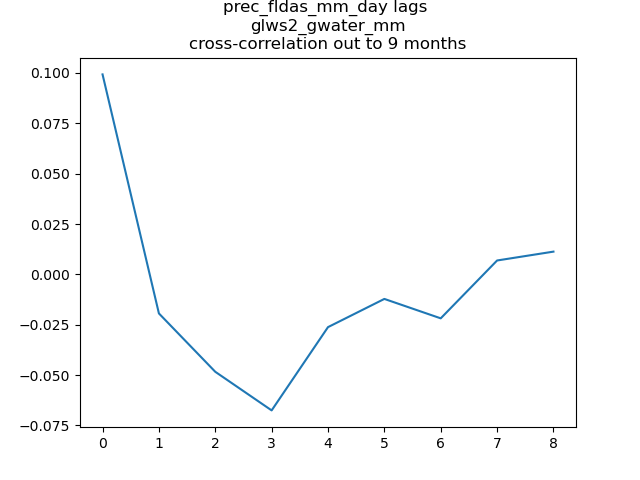 prec_fldas_mm_day lags
glws2_gwater_mm
cross-correlation out to 9 months
0.100
0.075
0.050
0.025
0.000
−0.025
−0.050
−0.075
0 1 2 3 4 5 6 7 8